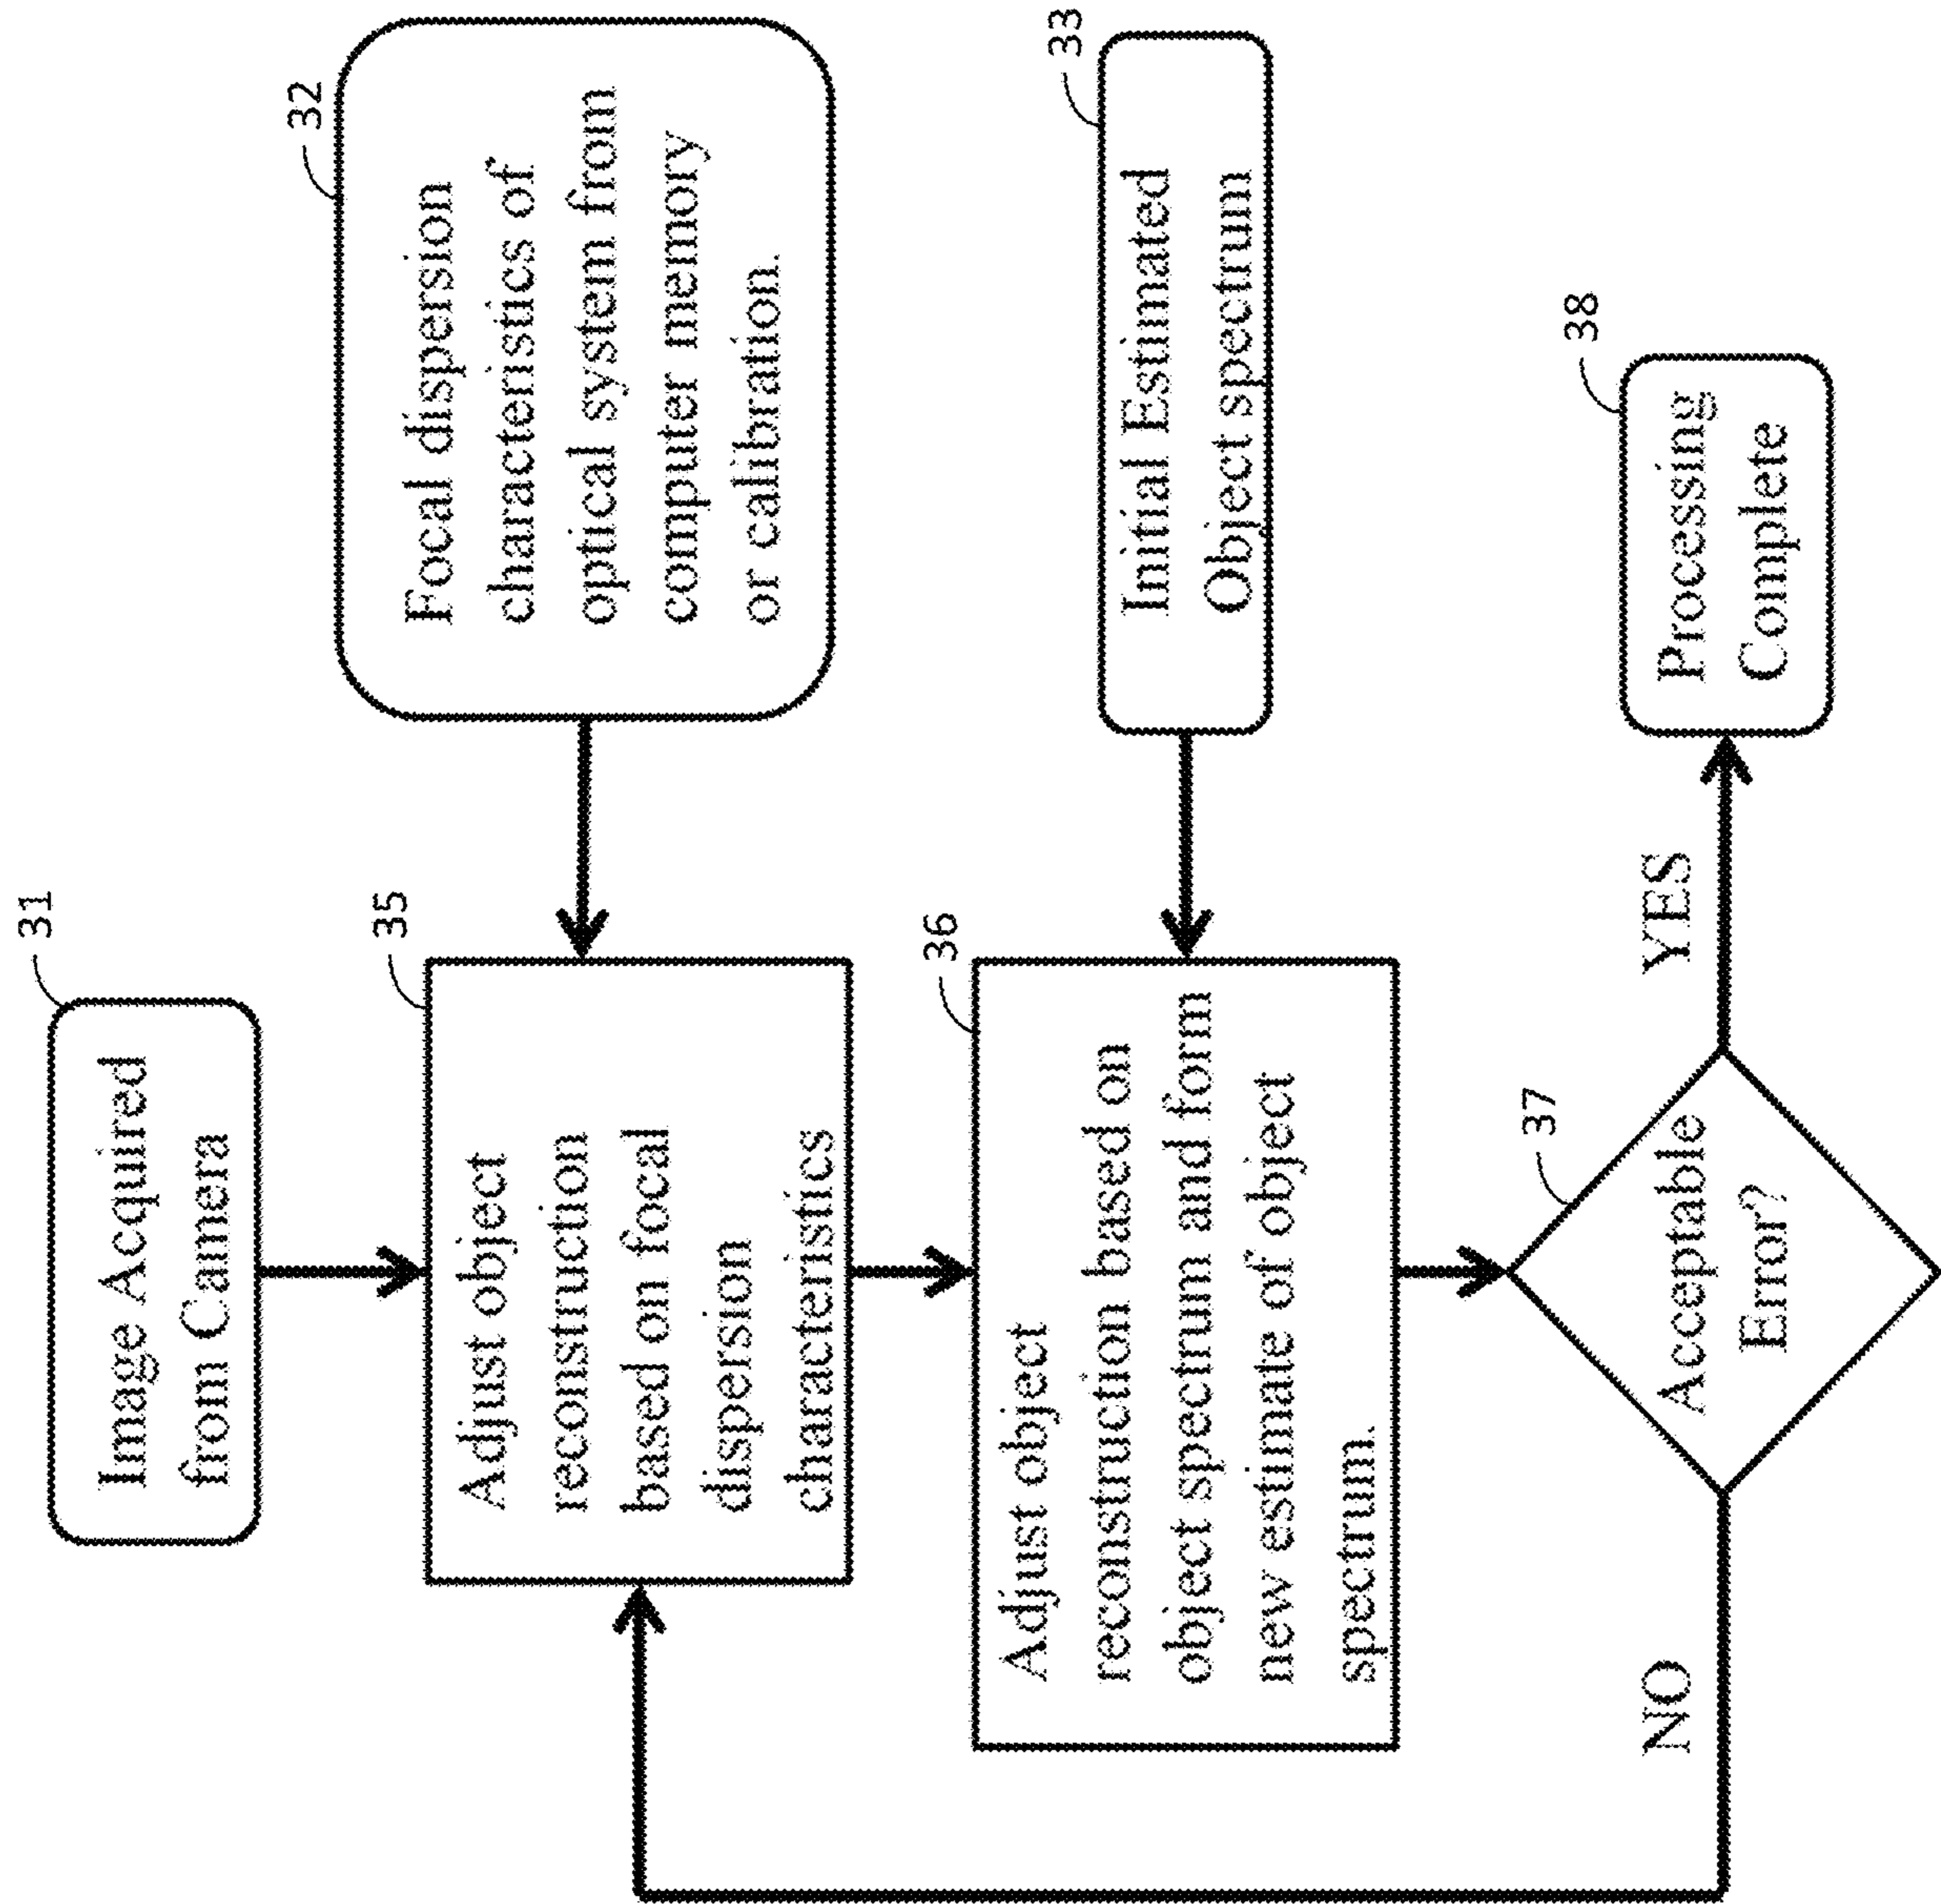 31
Image Acquired
from Camera
32
Focal dispersion
characteristics of
optical system from
computer memory
or calibration.
35
Adjust object
reconstruction
based on focal
dispersion
characteristics
33
Initial Estimated
Object spectrum
36
Adjust object
reconstruction based on
object spectrum and form
new estimate of object
spectrum.
37
Acceptable
Error?
NO
YES
38
Processing
Complete